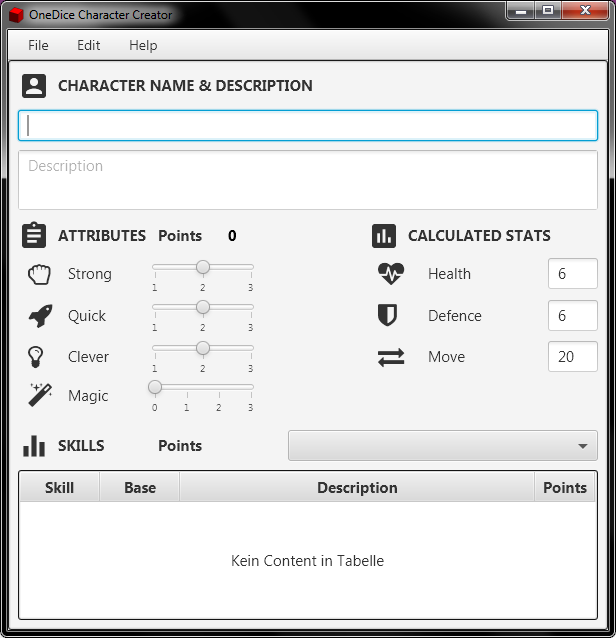 OneDice Character Creator
File Edit Help
CHARACTER NAME & DESCRIPTION
Description
ATTRIBUTES Points 0 CALCULATED STATS
Strong 1 2 3 Health 6
Quick 1 2 3 Defence 6
Clever 1 2 3 Move 20
Magic 0 1 2 3
SKILLS Points
Skill Base Description Points
Kein Content in Tabelle